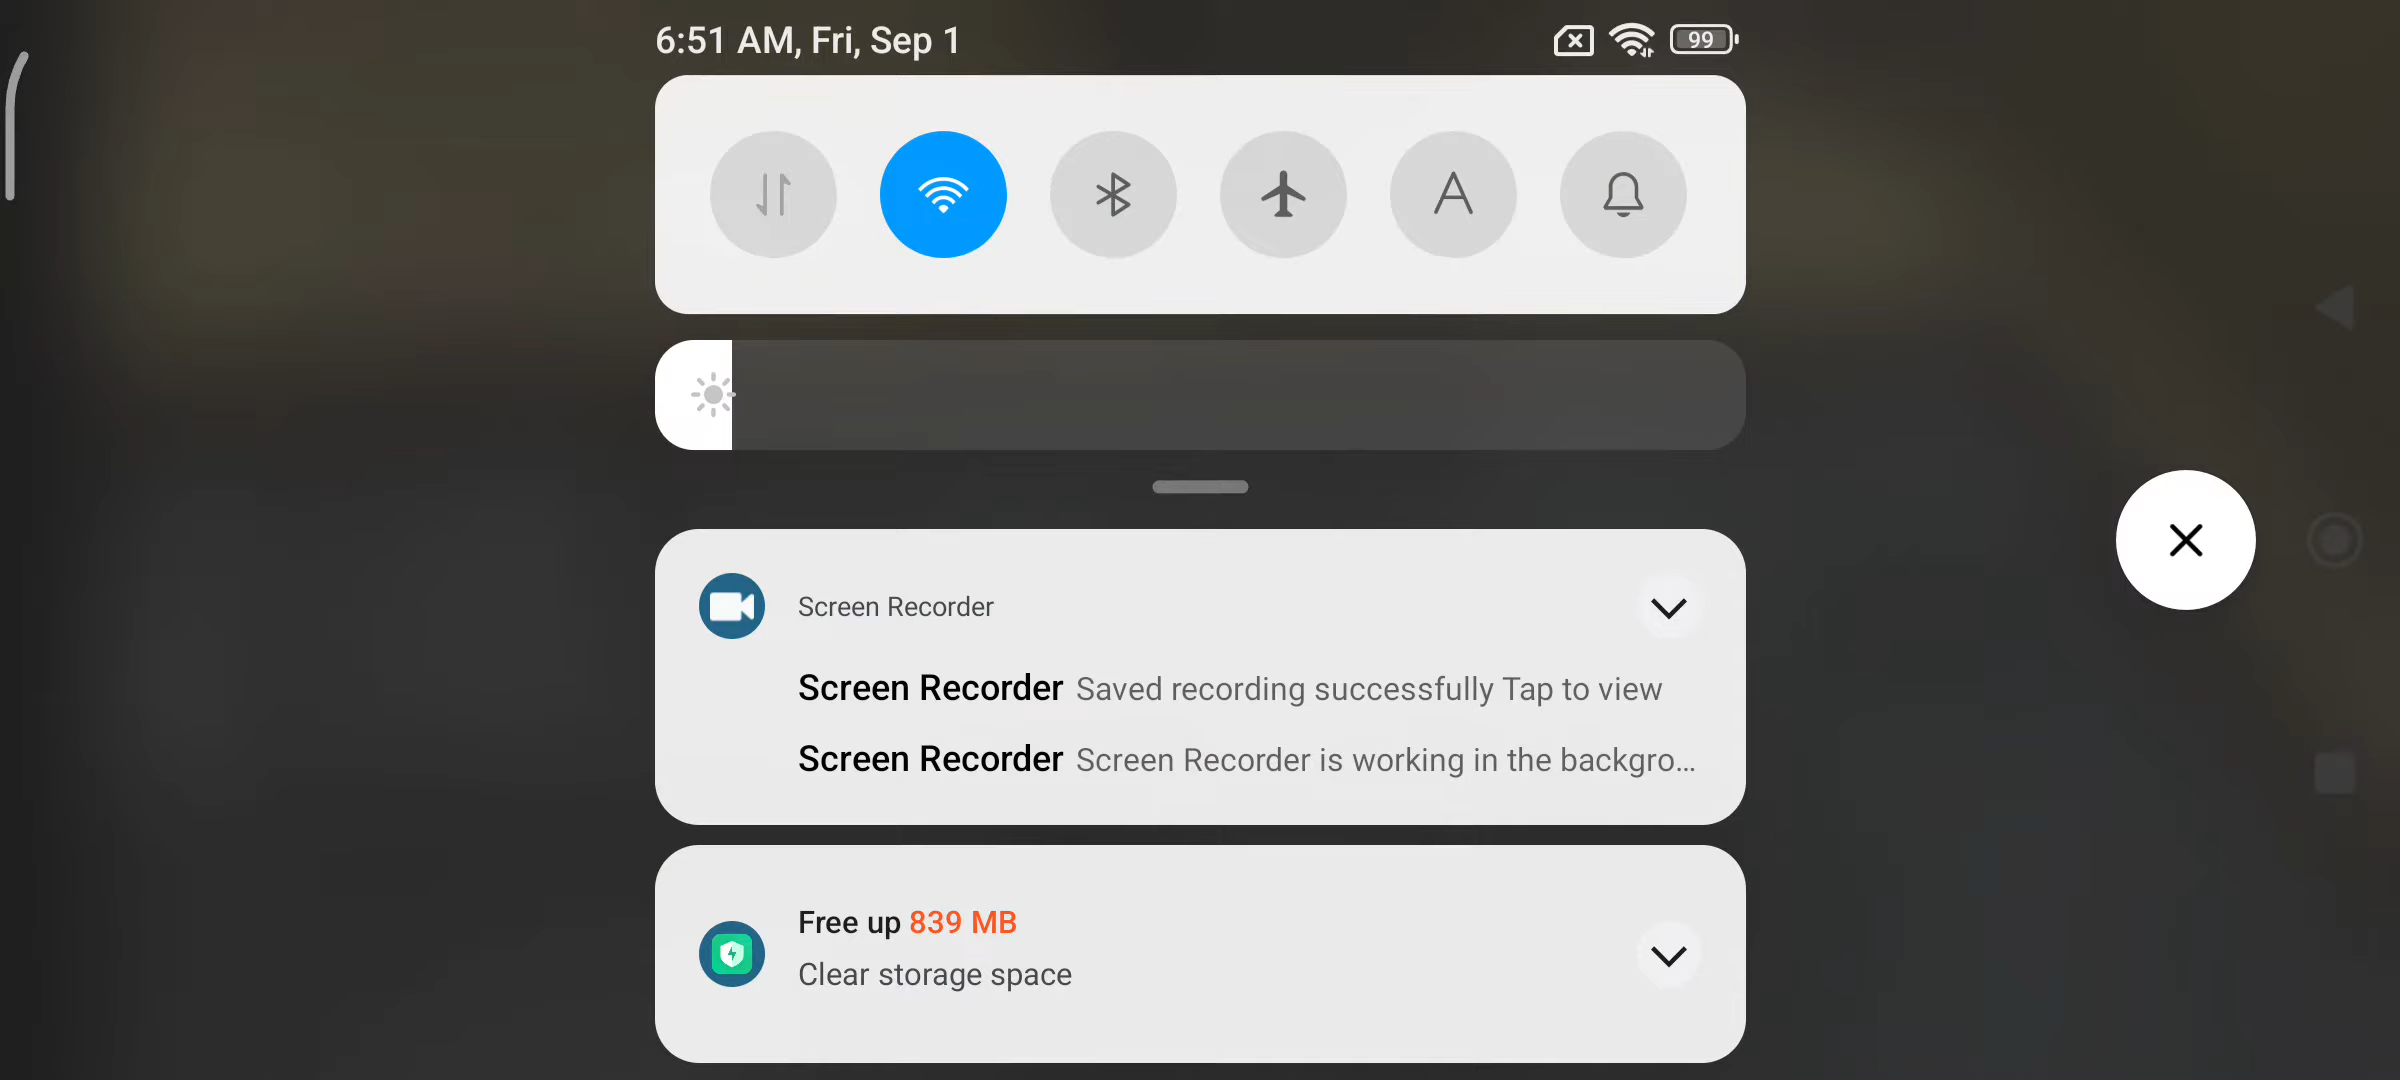 6:51 AM, Fri, Sep 1
99
A
Screen Recorder
Screen Recorder Saved recording successfully Tap to view
Screen Recorder Screen Recorder is working in the backgro...
Free up 839 MB
Clear storage space